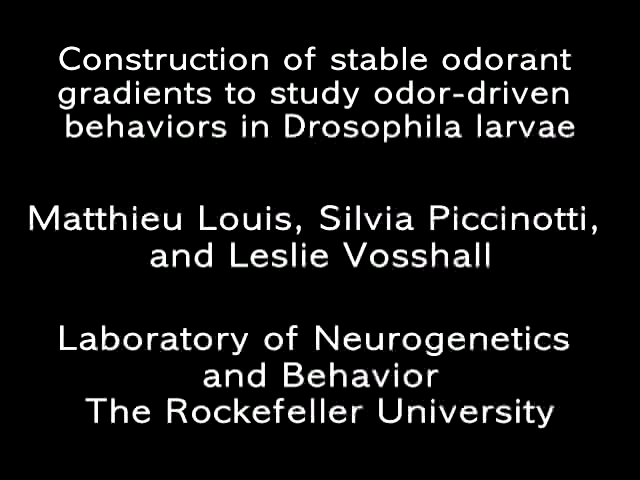 Construction of stable odorant
gradients to study odor-driven
behaviors in Drosophila larvae
Matthieu Louis, Silvia Piccinotti,
and Leslie Vosshall
Laboratory of Neurogenetics
and Behavior
The Rockefeller University